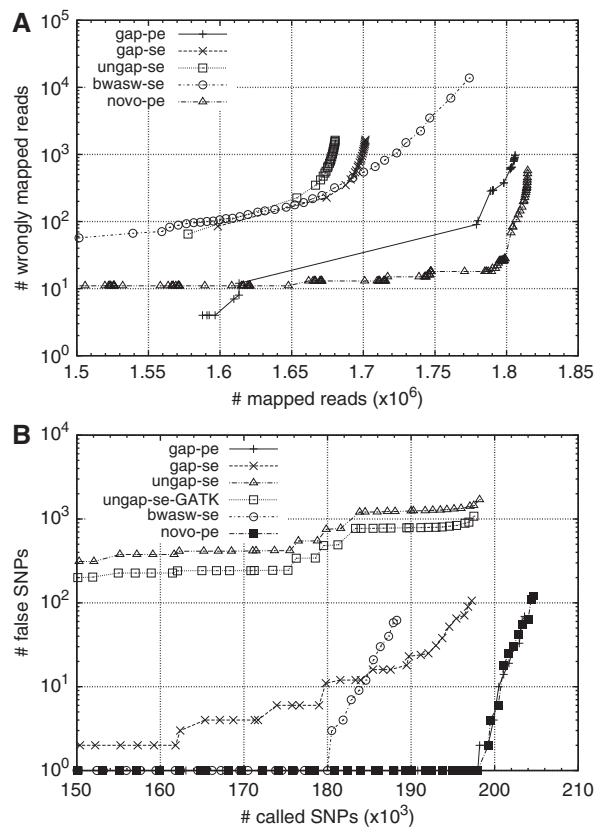 A
10^5
10^4
10^3
10^2
10^1
10^0
# wrongly mapped reads
gap-pe
gap-se
ungap-se
bwasw-se
novo-pe
1.5 1.55 1.6 1.65 1.7 1.75 1.8 1.85
# mapped reads (x10^6)
B
10^4
10^3
10^2
10^1
10^0
# false SNPs
gap-pe
gap-se
ungap-se
ungap-se-GATK
bwasw-se
novo-pe
150 160 170 180 190 200 210
# called SNPs (x10^3)